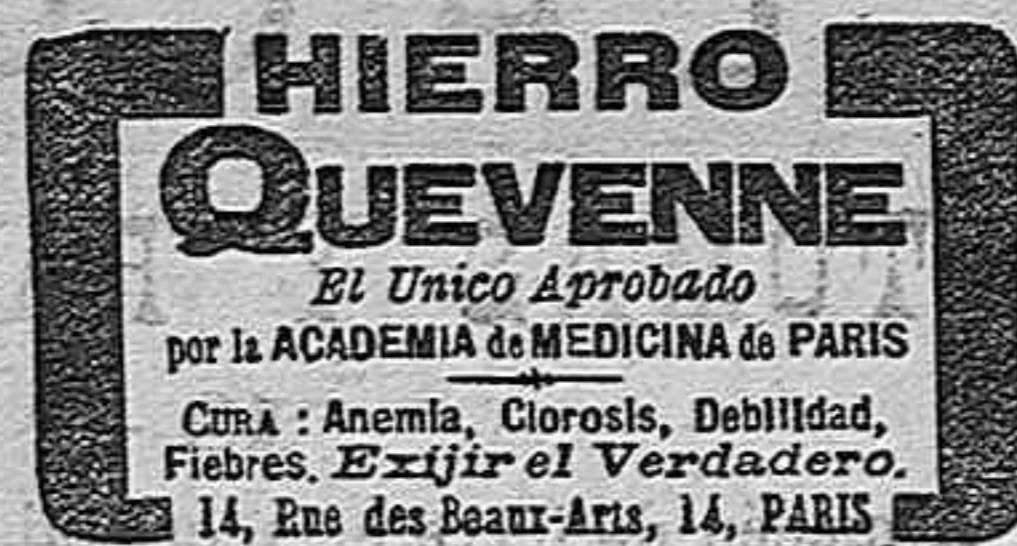 HIERRO
QUEVENNE
El Unico Aprobado
por la ACADEMIA de MEDICINA de PARIS
CURA : Anemia, Clorosis, Debilidad,
Fiebres. Exijir el Verdadero.
14, Rue des Beaux-Arts, 14, PARIS